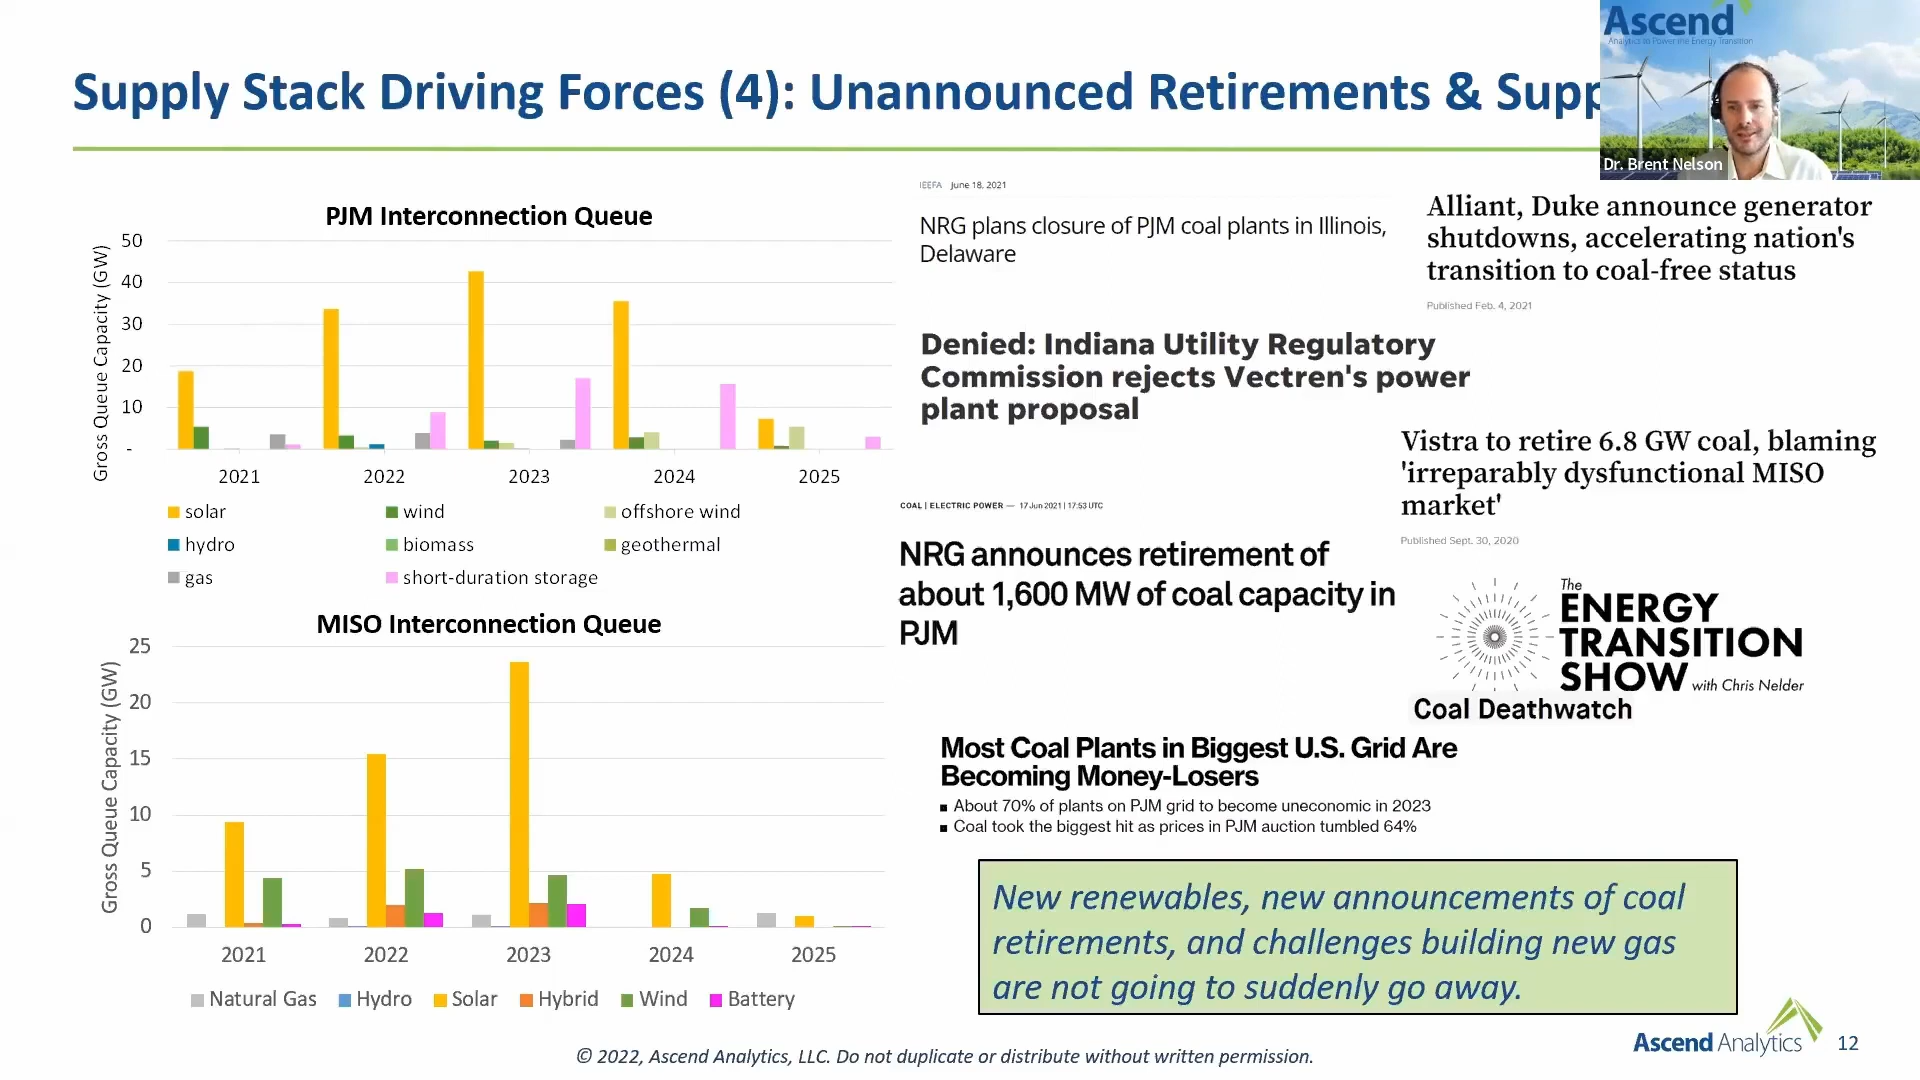 Supply Stack Driving Forces (4): Unannounced Retirements & Supp
Ascend
Analytics to Power the Energy Transition
Dr. Brent Nelson
PJM Interconnection Queue
Gross Queue Capacity (GW)
50
40
30
20
10
-
2021 2022 2023 2024 2025
solar wind offshore wind
hydro biomass geothermal
gas short-duration storage
MISO Interconnection Queue
Gross Queue Capacity (GW)
25
20
15
10
5
0
2021 2022 2023 2024 2025
Natural Gas Hydro Solar Hybrid Wind Battery
IEEFA June 18, 2021
NRG plans closure of PJM coal plants in Illinois,
Delaware
Alliant, Duke announce generator
shutdowns, accelerating nation's
transition to coal-free status
Published Feb. 4, 2021
Denied: Indiana Utility Regulatory
Commission rejects Vectren's power
plant proposal
Vistra to retire 6.8 GW coal, blaming
'irreparably dysfunctional MISO
market'
Published Sept. 30, 2020
COAL | ELECTRIC POWER — 17 Jun 2021 | 17:53 UTC
NRG announces retirement of
about 1,600 MW of coal capacity in
PJM
The
ENERGY
TRANSITION
SHOW with Chris Nelder
Coal Deathwatch
Most Coal Plants in Biggest U.S. Grid Are
Becoming Money-Losers
■ About 70% of plants on PJM grid to become uneconomic in 2023
■ Coal took the biggest hit as prices in PJM auction tumbled 64%
New renewables, new announcements of coal
retirements, and challenges building new gas
are not going to suddenly go away.
© 2022, Ascend Analytics, LLC. Do not duplicate or distribute without written permission.
Ascend Analytics 12